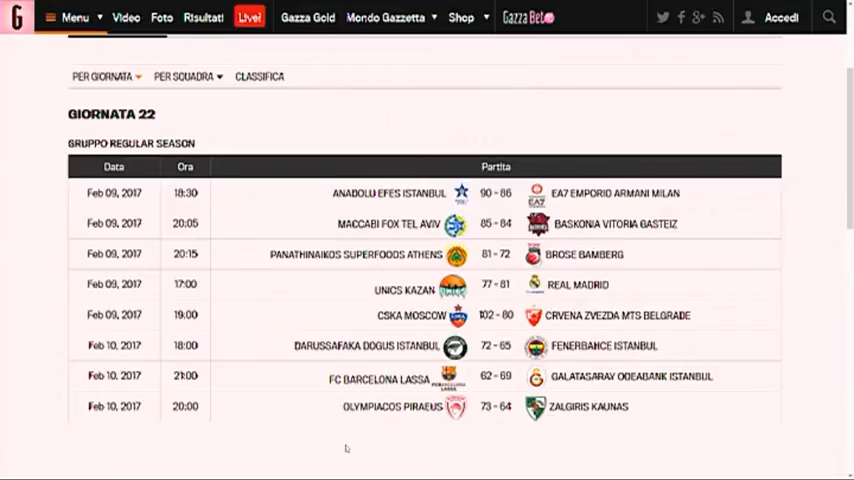 G Menu Video Foto Risultati Live! Gazza Gold Mondo Gazzetta Shop GazzaBet Accedi
PER GIORNATA PER SQUADRA CLASSIFICA
GIORNATA 22
GRUPPO REGULAR SEASON
Data Ora Partita
Feb 09, 2017 18:30 ANADOLU EFES ISTANBUL 90 - 86 EA7 EA7 EMPORIO ARMANI MILAN
Feb 09, 2017 20:05 MACCABI FOX TEL AVIV 85 - 84 BASKONIA VITORIA GASTEIZ
Feb 09, 2017 20:15 PANATHINAIKOS SUPERFOODS ATHENS 81 - 72 BROSE BAMBERG
Feb 09, 2017 17:00 UNICS KAZAN 77 - 81 REAL MADRID
Feb 09, 2017 19:00 CSKA MOSCOW 102 - 80 CRVENA ZVEZDA MTS BELGRADE
Feb 10, 2017 18:00 DARUSSAFAKA DOGUS ISTANBUL 72 - 65 FENERBAHCE ISTANBUL
Feb 10, 2017 21:00 FC BARCELONA LASSA 62 - 69 GALATASARAY ODEABANK ISTANBUL
Feb 10, 2017 20:00 OLYMPIACOS PIRAEUS 73 - 64 ZALGIRIS KAUNAS